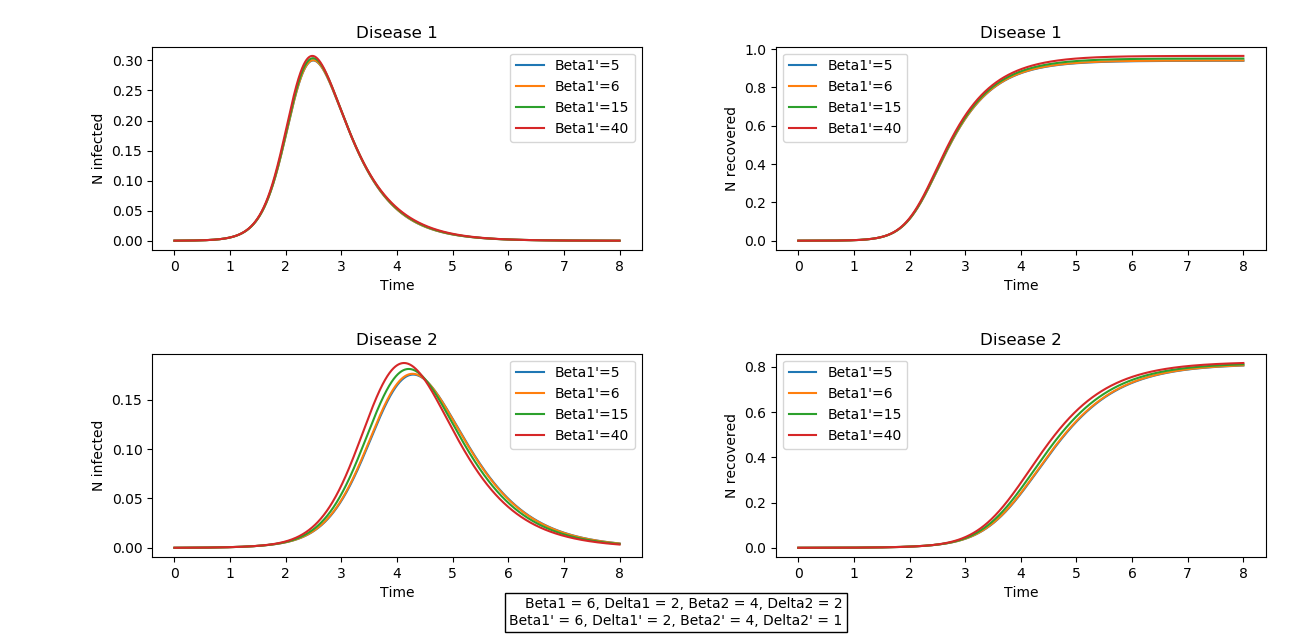 Disease 1
N infected
0.30
0.25
0.20
0.15
0.10
0.05
0.00
Beta1'=5
Beta1'=6
Beta1'=15
Beta1'=40
0 1 2 3 4 5 6 7 8
Time
Disease 1
N recovered
1.0
0.8
0.6
0.4
0.2
0.0
Beta1'=5
Beta1'=6
Beta1'=15
Beta1'=40
0 1 2 3 4 5 6 7 8
Time
Disease 2
N infected
0.15
0.10
0.05
0.00
Beta1'=5
Beta1'=6
Beta1'=15
Beta1'=40
0 1 2 3 4 5 6 7 8
Time
Disease 2
N recovered
0.8
0.6
0.4
0.2
0.0
Beta1'=5
Beta1'=6
Beta1'=15
Beta1'=40
0 1 2 3 4 5 6 7 8
Time
Beta1 = 6, Delta1 = 2, Beta2 = 4, Delta2 = 2
Beta1' = 6, Delta1' = 2, Beta2' = 4, Delta2' = 1